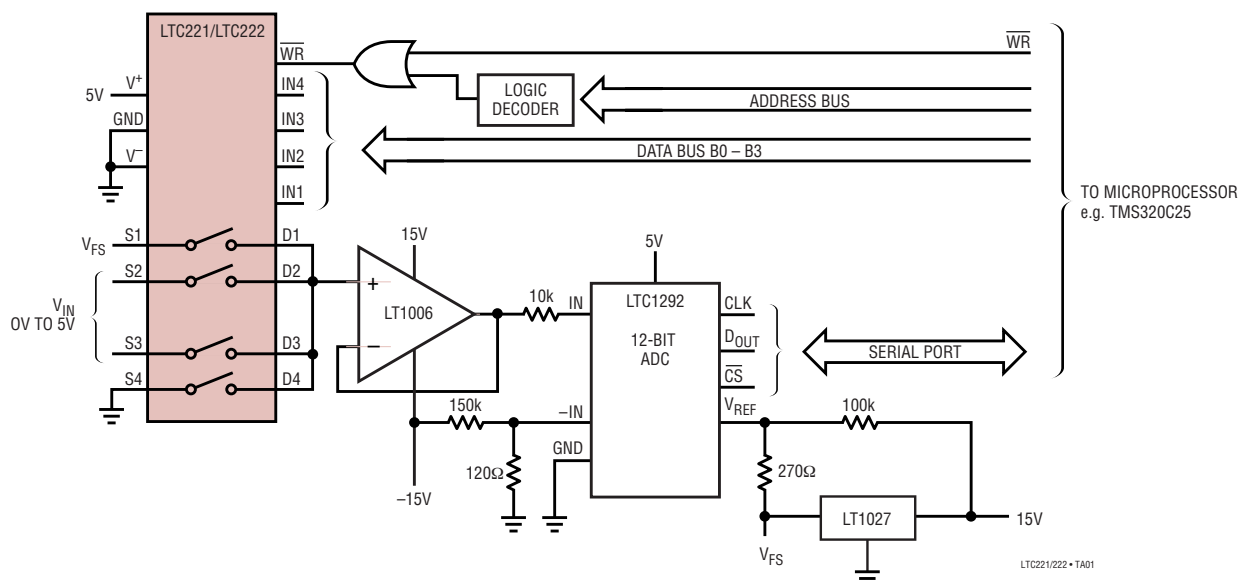 LTC221/LTC222
WR
WR
V+
5V
IN4
LOGIC
DECODER
ADDRESS BUS
GND
IN3
V–
IN2
DATA BUS B0 – B3
IN1
TO MICROPROCESSOR
e.g. TMS320C25
VFS
S1
D1
15V
5V
S2
D2
+
VIN
0V TO 5V
LT1006
10k
IN
LTC1292
CLK
12-BIT
ADC
DOUT
SERIAL PORT
S3
D3
–
CS
S4
D4
150k
–IN
VREF
100k
GND
120Ω
270Ω
–15V
LT1027
15V
VFS
LTC221/222 • TA01